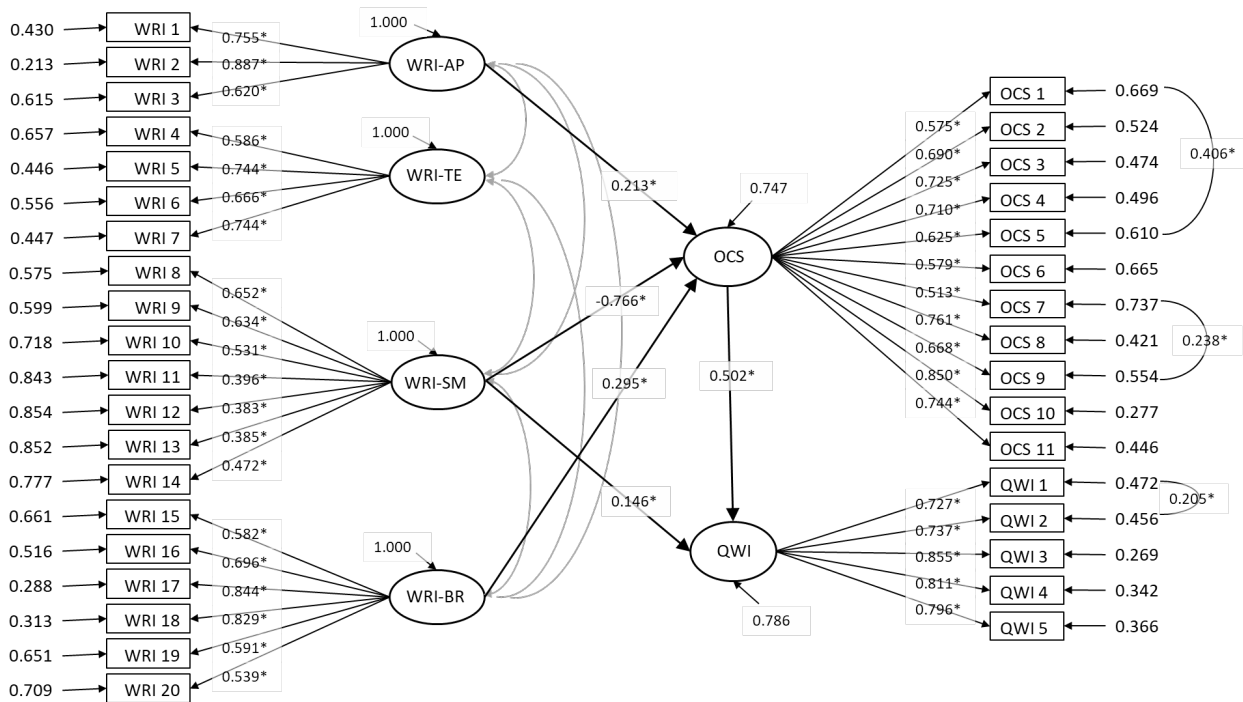 0.430 WRI 1
0.213 WRI 2
0.615 WRI 3
0.657 WRI 4
0.446 WRI 5
0.556 WRI 6
0.447 WRI 7
0.575 WRI 8
0.599 WRI 9
0.718 WRI 10
0.843 WRI 11
0.854 WRI 12
0.852 WRI 13
0.777 WRI 14
0.661 WRI 15
0.516 WRI 16
0.288 WRI 17
0.313 WRI 18
0.651 WRI 19
0.709 WRI 20
0.755*
0.887*
0.620*
0.586*
0.744*
0.666*
0.744*
0.652*
0.634*
0.531*
0.396*
0.383*
0.385*
0.472*
0.582*
0.696*
0.844*
0.829*
0.591*
0.539*
1.000
WRI-AP
1.000
WRI-TE
1.000
WRI-SM
1.000
WRI-BR
0.213*
-0.766*
0.295*
0.146*
0.747
OCS
0.502*
QWI
0.786
0.575*
0.690*
0.725*
0.710*
0.625*
0.579*
0.513*
0.761*
0.668*
0.850*
0.744*
0.727*
0.737*
0.855*
0.811*
0.796*
OCS 1 0.669
OCS 2 0.524
OCS 3 0.474
OCS 4 0.496
OCS 5 0.610
OCS 6 0.665
OCS 7 0.737
OCS 8 0.421
OCS 9 0.554
OCS 10 0.277
OCS 11 0.446
QWI 1 0.472
QWI 2 0.456
QWI 3 0.269
QWI 4 0.342
QWI 5 0.366
0.406*
0.238*
0.205*